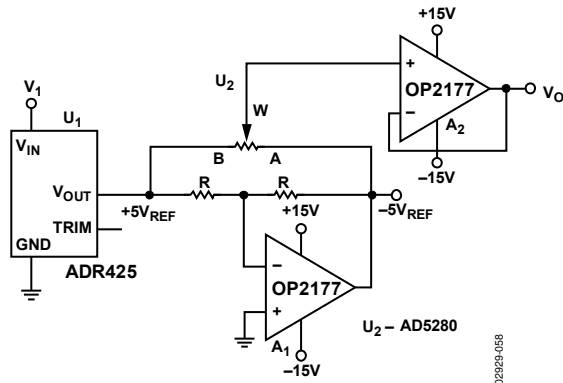 +15V
V1
U1
U2
+
OP2177
VO
VIN
W
–
A2
B
A
–15V
VOUT
R
R
+5VREF
+15V
–5VREF
TRIM
GND
–
OP2177
ADR425
+
U2 – AD5280
A1
–15V
02929-058